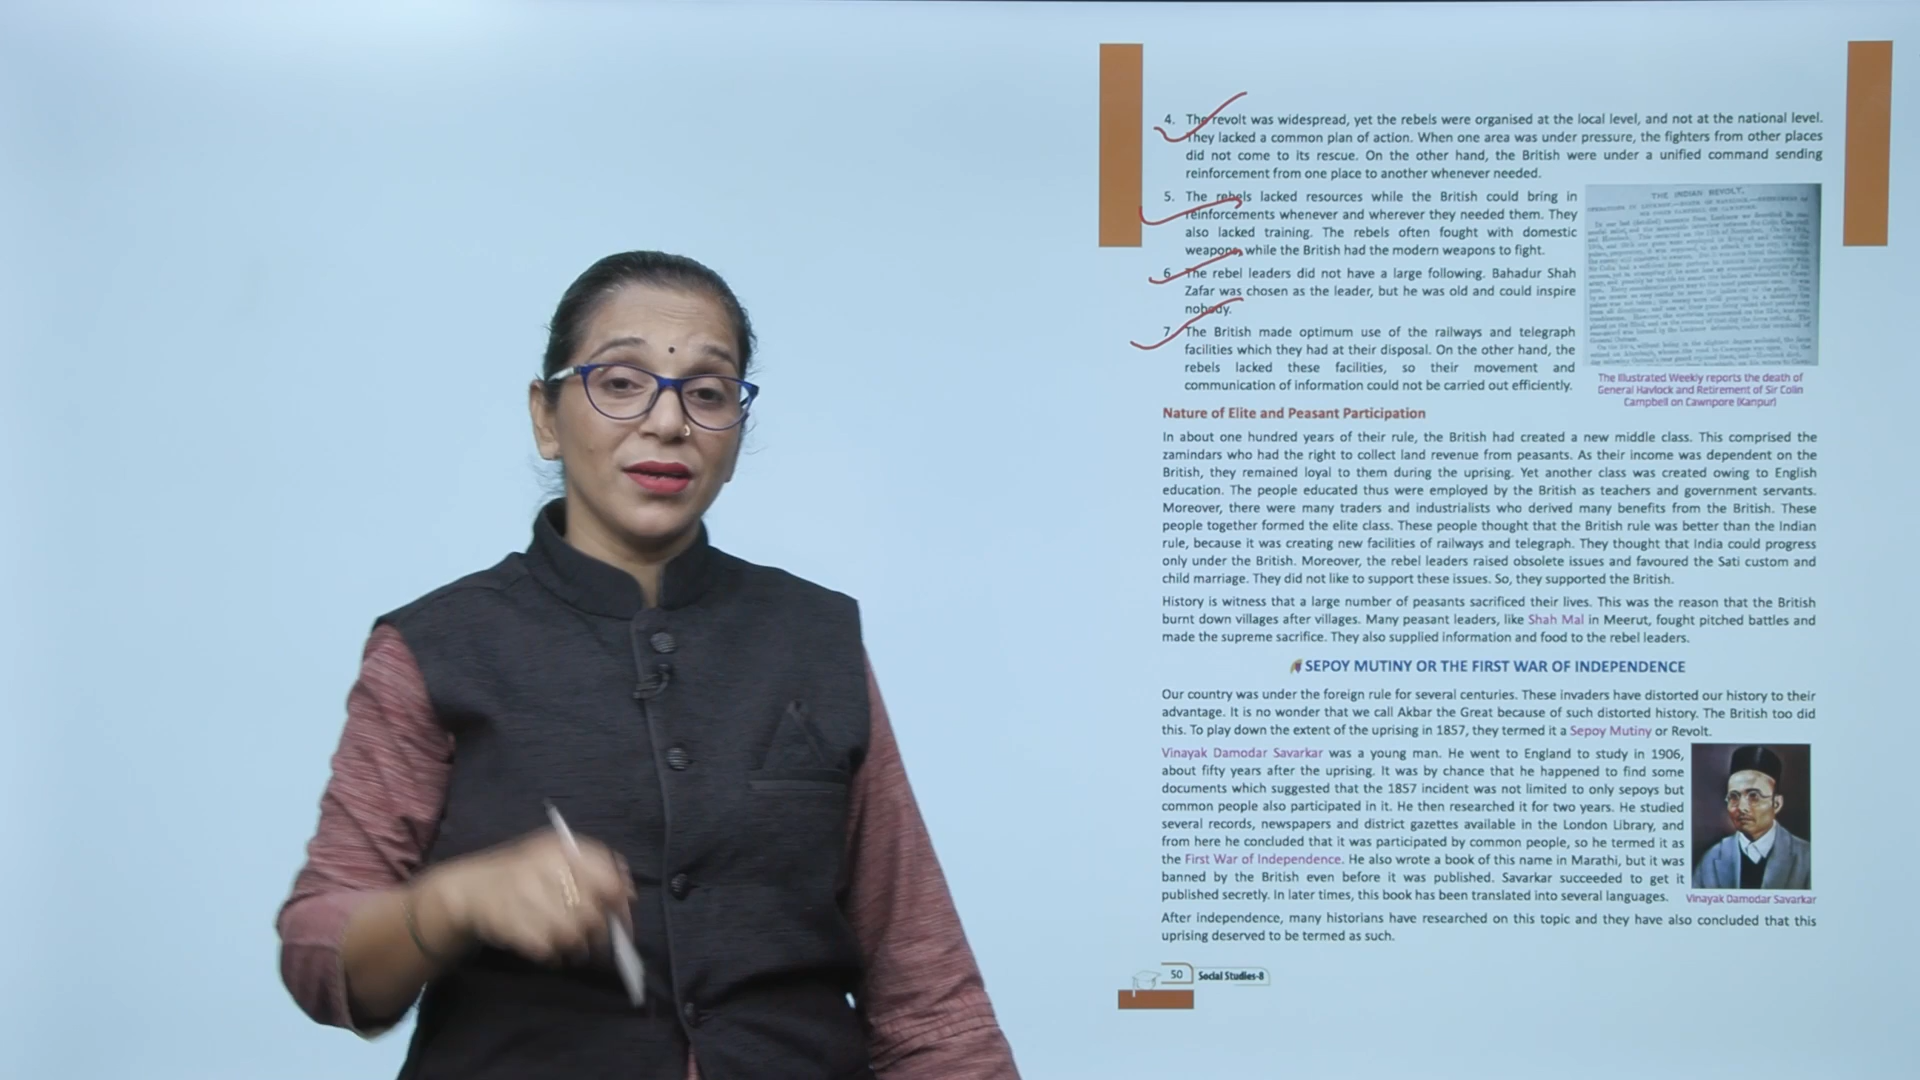 4. The revolt was widespread, yet the rebels were organised at the local level, and not at the national level.
They lacked a common plan of action. When one area was under pressure, the fighters from other places
did not come to its rescue. On the other hand, the British were under a unified command sending
reinforcement from one place to another whenever needed.
5. The rebels lacked resources while the British could bring in
reinforcements whenever and wherever they needed them. They
also lacked training. The rebels often fought with domestic
weapons, while the British had the modern weapons to fight.
6. The rebel leaders did not have a large following. Bahadur Shah
Zafar was chosen as the leader, but he was old and could inspire
nobody.
7. The British made optimum use of the railways and telegraph
facilities which they had at their disposal. On the other hand, the
rebels lacked these facilities, so their movement and
communication of information could not be carried out efficiently.
THE INDIAN REVOLT.
The Illustrated Weekly reports the death of
General Havlock and Retirement of Sir Colin
Campbell on Cawnpore (Kanpur)
Nature of Elite and Peasant Participation
In about one hundred years of their rule, the British had created a new middle class. This comprised the
zamindars who had the right to collect land revenue from peasants. As their income was dependent on the
British, they remained loyal to them during the uprising. Yet another class was created owing to English
education. The people educated thus were employed by the British as teachers and government servants.
Moreover, there were many traders and industrialists who derived many benefits from the British. These
people together formed the elite class. These people thought that the British rule was better than the Indian
rule, because it was creating new facilities of railways and telegraph. They thought that India could progress
only under the British. Moreover, the rebel leaders raised obsolete issues and favoured the Sati custom and
child marriage. They did not like to support these issues. So, they supported the British.
History is witness that a large number of peasants sacrificed their lives. This was the reason that the British
burnt down villages after villages. Many peasant leaders, like Shah Mal in Meerut, fought pitched battles and
made the supreme sacrifice. They also supplied information and food to the rebel leaders.
SEPOY MUTINY OR THE FIRST WAR OF INDEPENDENCE
Our country was under the foreign rule for several centuries. These invaders have distorted our history to their
advantage. It is no wonder that we call Akbar the Great because of such distorted history. The British too did
this. To play down the extent of the uprising in 1857, they termed it a Sepoy Mutiny or Revolt.
Vinayak Damodar Savarkar was a young man. He went to England to study in 1906,
about fifty years after the uprising. It was by chance that he happened to find some
documents which suggested that the 1857 incident was not limited to only sepoys but
common people also participated in it. He then researched it for two years. He studied
several records, newspapers and district gazettes available in the London Library, and
from here he concluded that it was participated by common people, so he termed it as
the First War of Independence. He also wrote a book of this name in Marathi, but it was
banned by the British even before it was published. Savarkar succeeded to get it
published secretly. In later times, this book has been translated into several languages.
Vinayak Damodar Savarkar
After independence, many historians have researched on this topic and they have also concluded that this
uprising deserved to be termed as such.
50 Social Studies-8